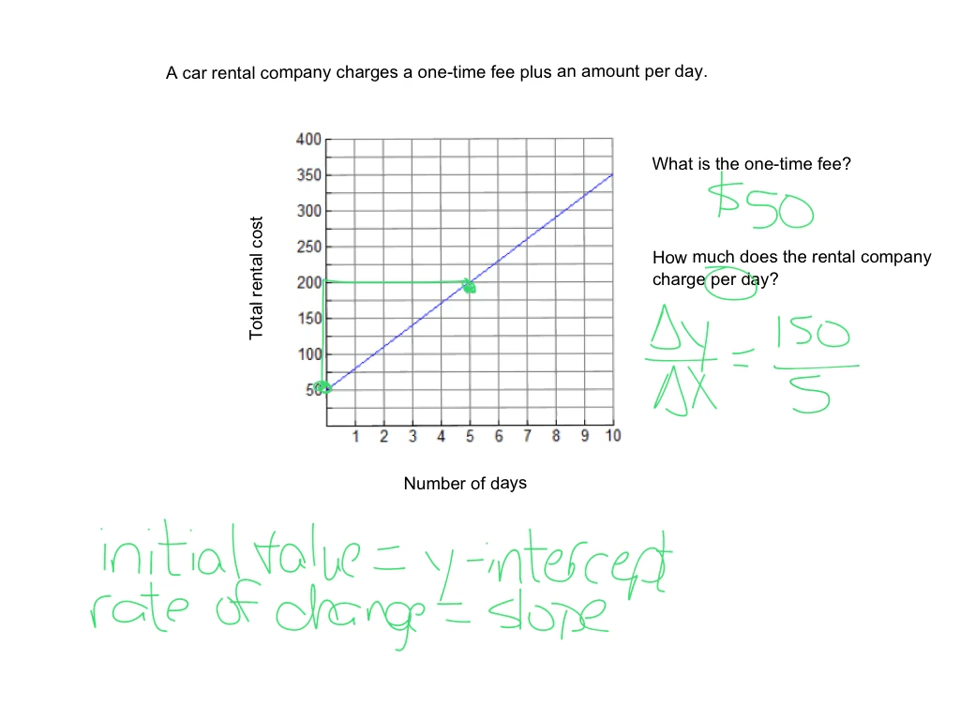 A car rental company charges a one-time fee plus an amount per day.
400
350
300
250
200
150
100
50
Total rental cost
1 2 3 4 5 6 7 8 9 10
Number of days
What is the one-time fee?
$50
How much does the rental company
charge per day?
Δy/Δx = 150/5
initial value = y-intercept
rate of change = slope